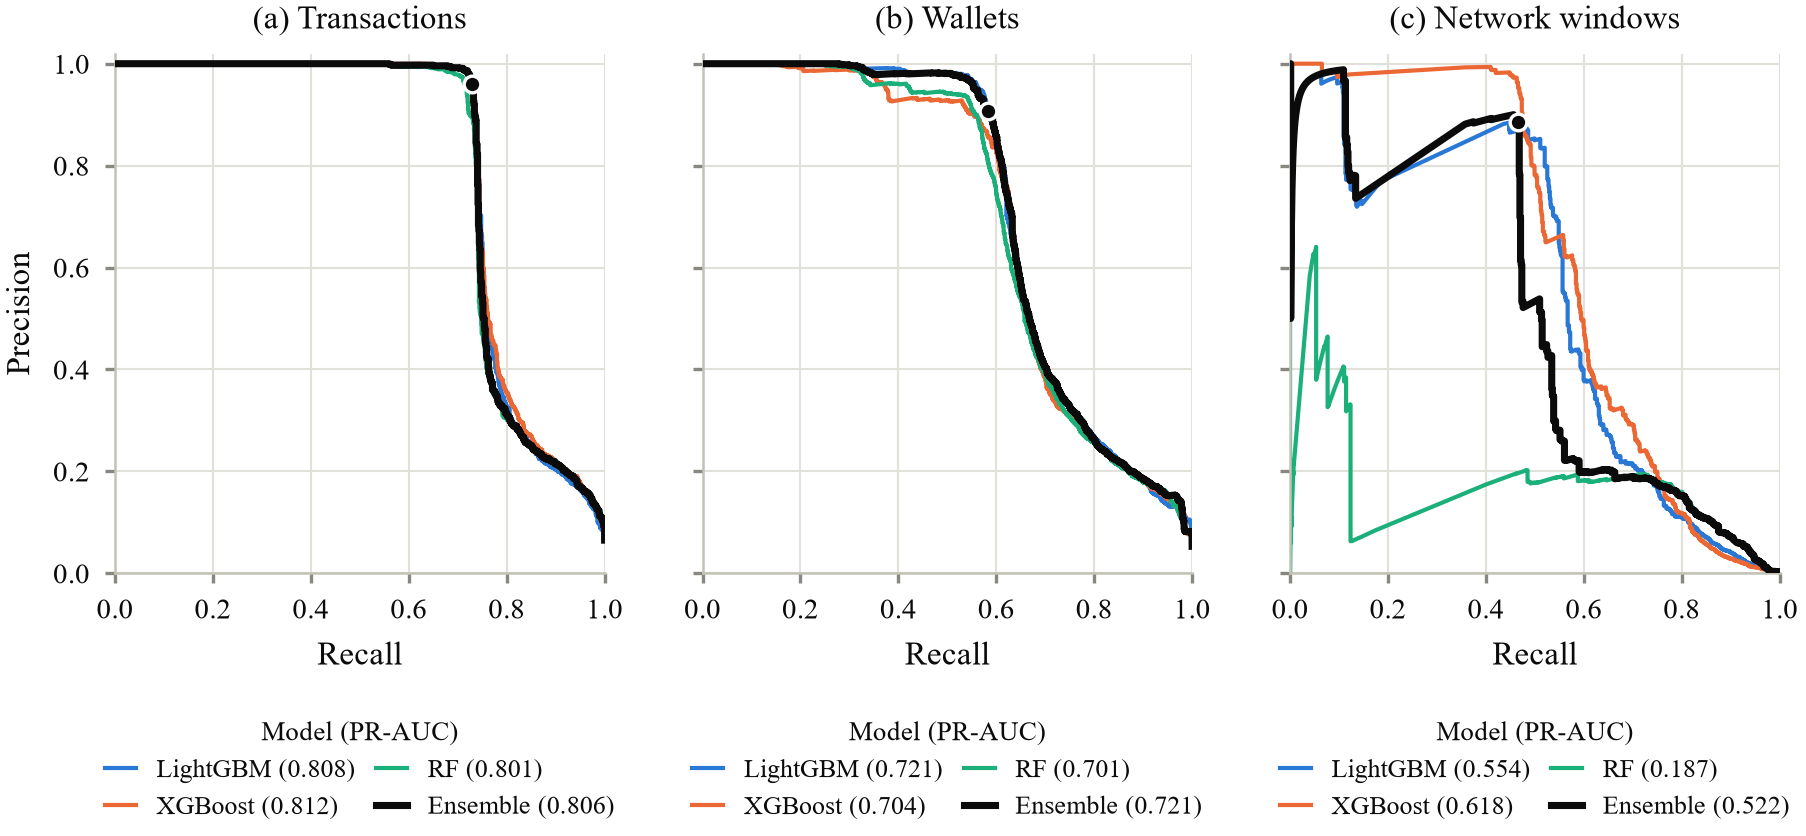 (a) Transactions
(b) Wallets
(c) Network windows
Precision
1.0
0.8
0.6
0.4
0.2
0.0
0.0 0.2 0.4 0.6 0.8 1.0
0.0 0.2 0.4 0.6 0.8 1.0
0.0 0.2 0.4 0.6 0.8 1.0
Recall
Recall
Recall
Model (PR-AUC)
LightGBM (0.808) RF (0.801)
XGBoost (0.812) Ensemble (0.806)
Model (PR-AUC)
LightGBM (0.721) RF (0.701)
XGBoost (0.704) Ensemble (0.721)
Model (PR-AUC)
LightGBM (0.554) RF (0.187)
XGBoost (0.618) Ensemble (0.522)